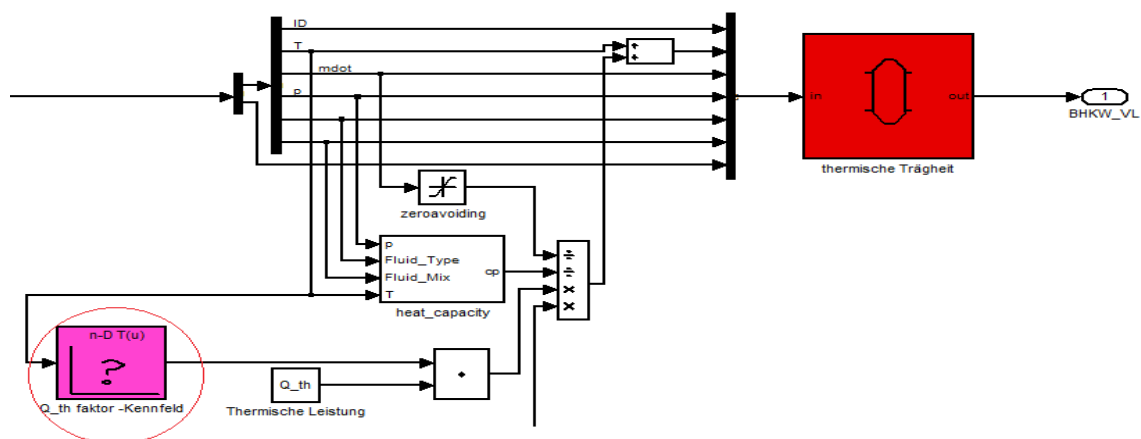 ID
T
mdot
P
+
+
in
out
1
BHKW_VL
thermische Trägheit
zeroavoiding
p
Fluid_Type
Fluid_Mix
T
cp
heat_capacity
÷
÷
×
×
n-D T(u)
?
Q_th faktor -Kennfeld
Q_th
Thermische Leistung